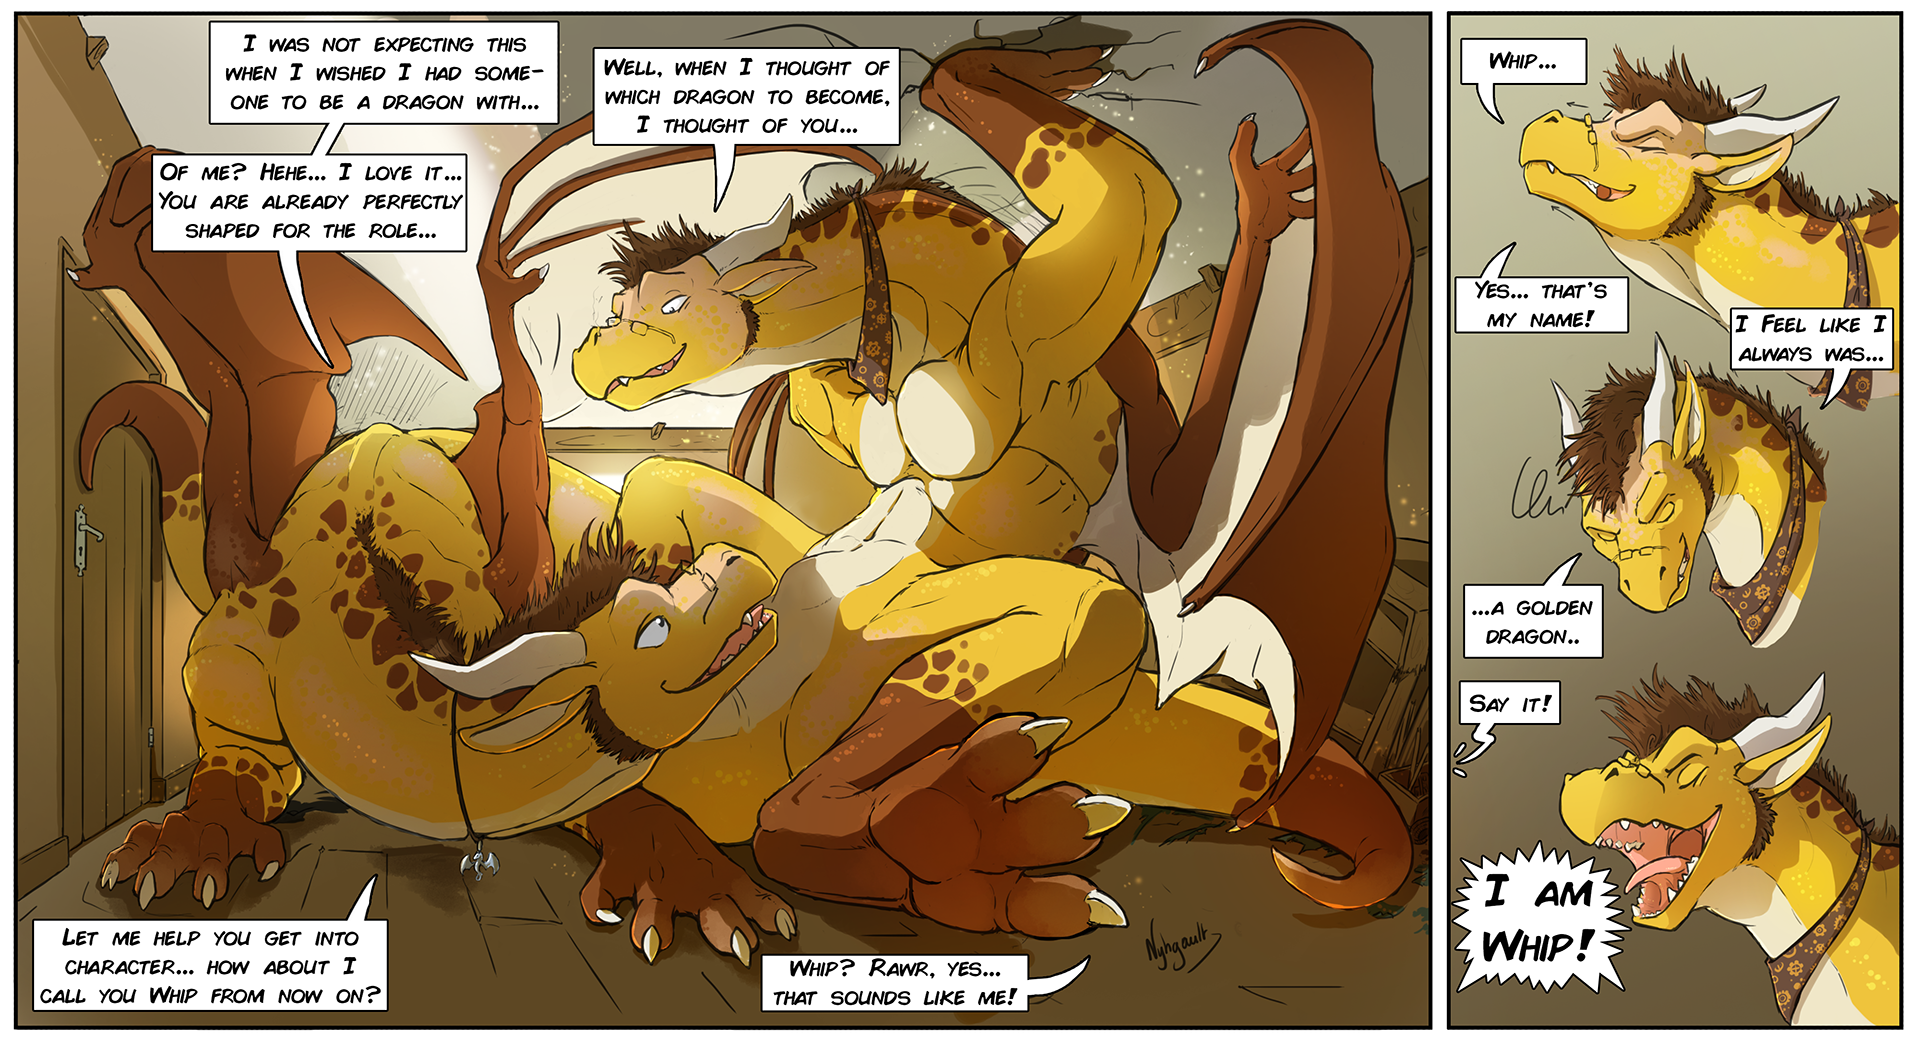 I WAS NOT EXPECTING THIS
WHEN I WISHED I HAD SOME-
ONE TO BE A DRAGON WITH...
WELL, WHEN I THOUGHT OF
WHICH DRAGON TO BECOME,
I THOUGHT OF YOU...
OF ME? HEHE... I LOVE IT...
YOU ARE ALREADY PERFECTLY
SHAPED FOR THE ROLE...
LET ME HELP YOU GET INTO
CHARACTER... HOW ABOUT I
CALL YOU WHIP FROM NOW ON?
WHIP? RAWR, YES...
THAT SOUNDS LIKE ME!
Nyhgault
WHIP...
YES... THAT'S
MY NAME!
I FEEL LIKE I
ALWAYS WAS...
...A GOLDEN
DRAGON..
SAY IT!
I AM
WHIP!